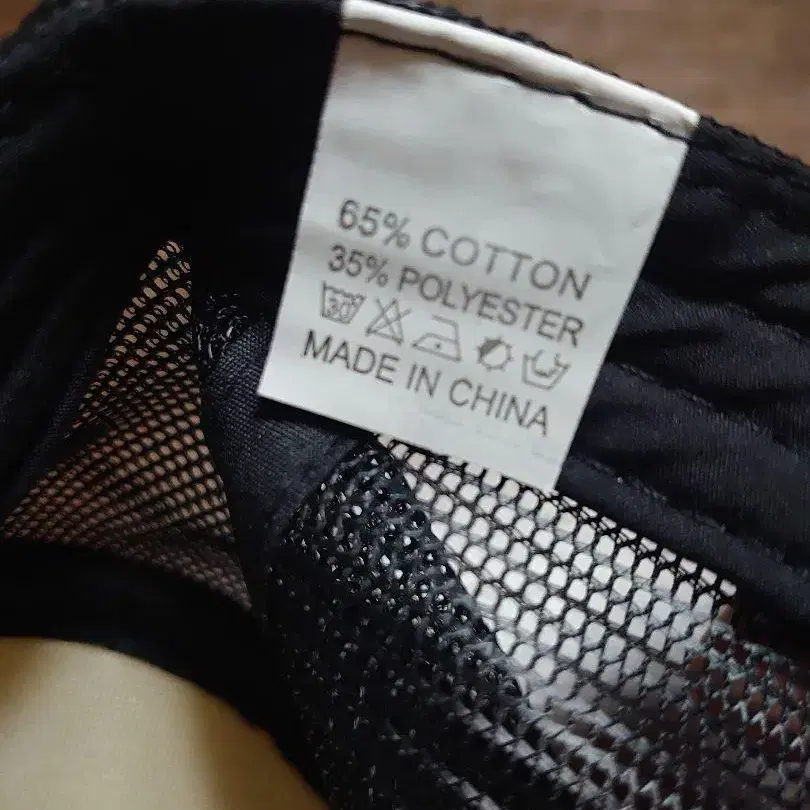 65% COTTON
35% POLYESTER
30
MADE IN CHINA